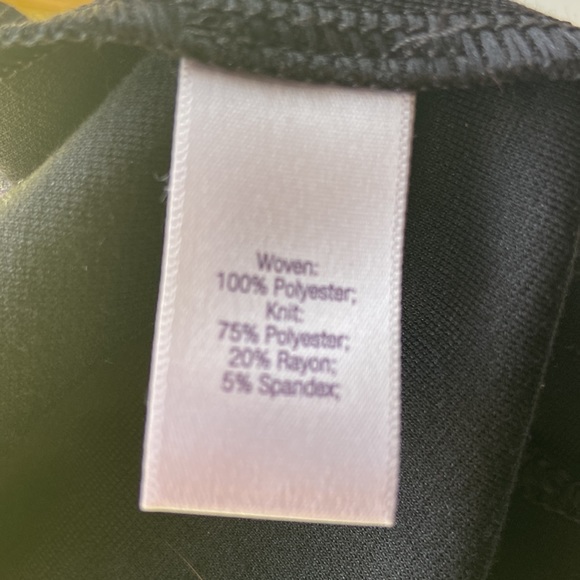 Woven:
100% Polyester;
Knit:
75% Polyester;
20% Rayon;
5% Spandex;